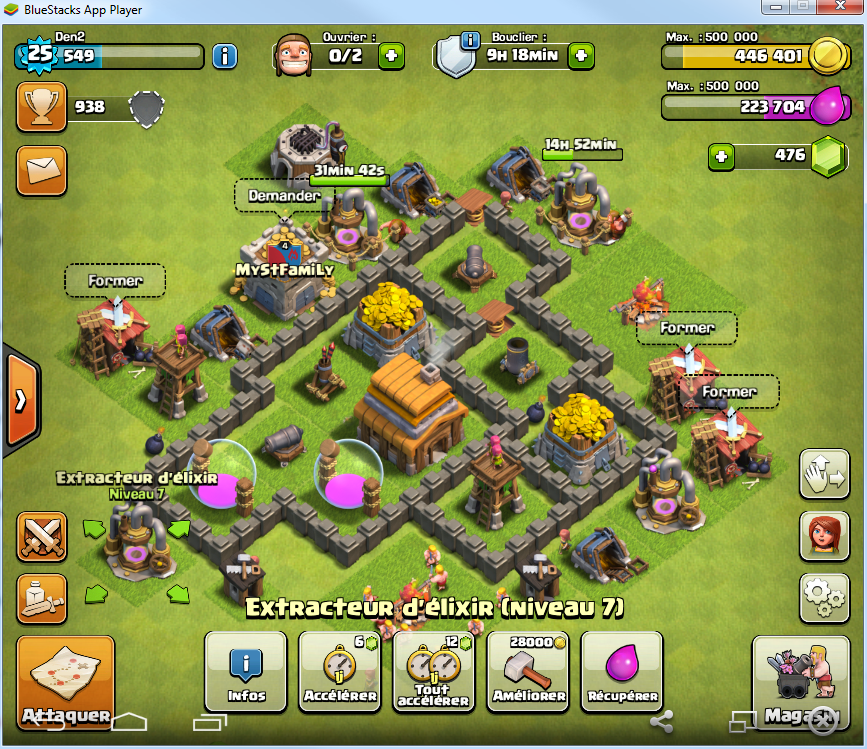 BlueStacks App Player
Den2
25 549
Ouvrier :
0/2
Bouclier :
9H 18min
Max. : 500 000
446 401
Max. : 500 000
223 704
938
476
14H 52min
31min 42s
Demander
4
MyStFamiLy
Former
Former
Former
Extracteur d'élixir
Niveau 7
Extracteur d'élixir (niveau 7)
Infos
6
Accélérer
12
Tout
accélérer
28000
Améliorer
Récupérer
Attaquer
Magasin